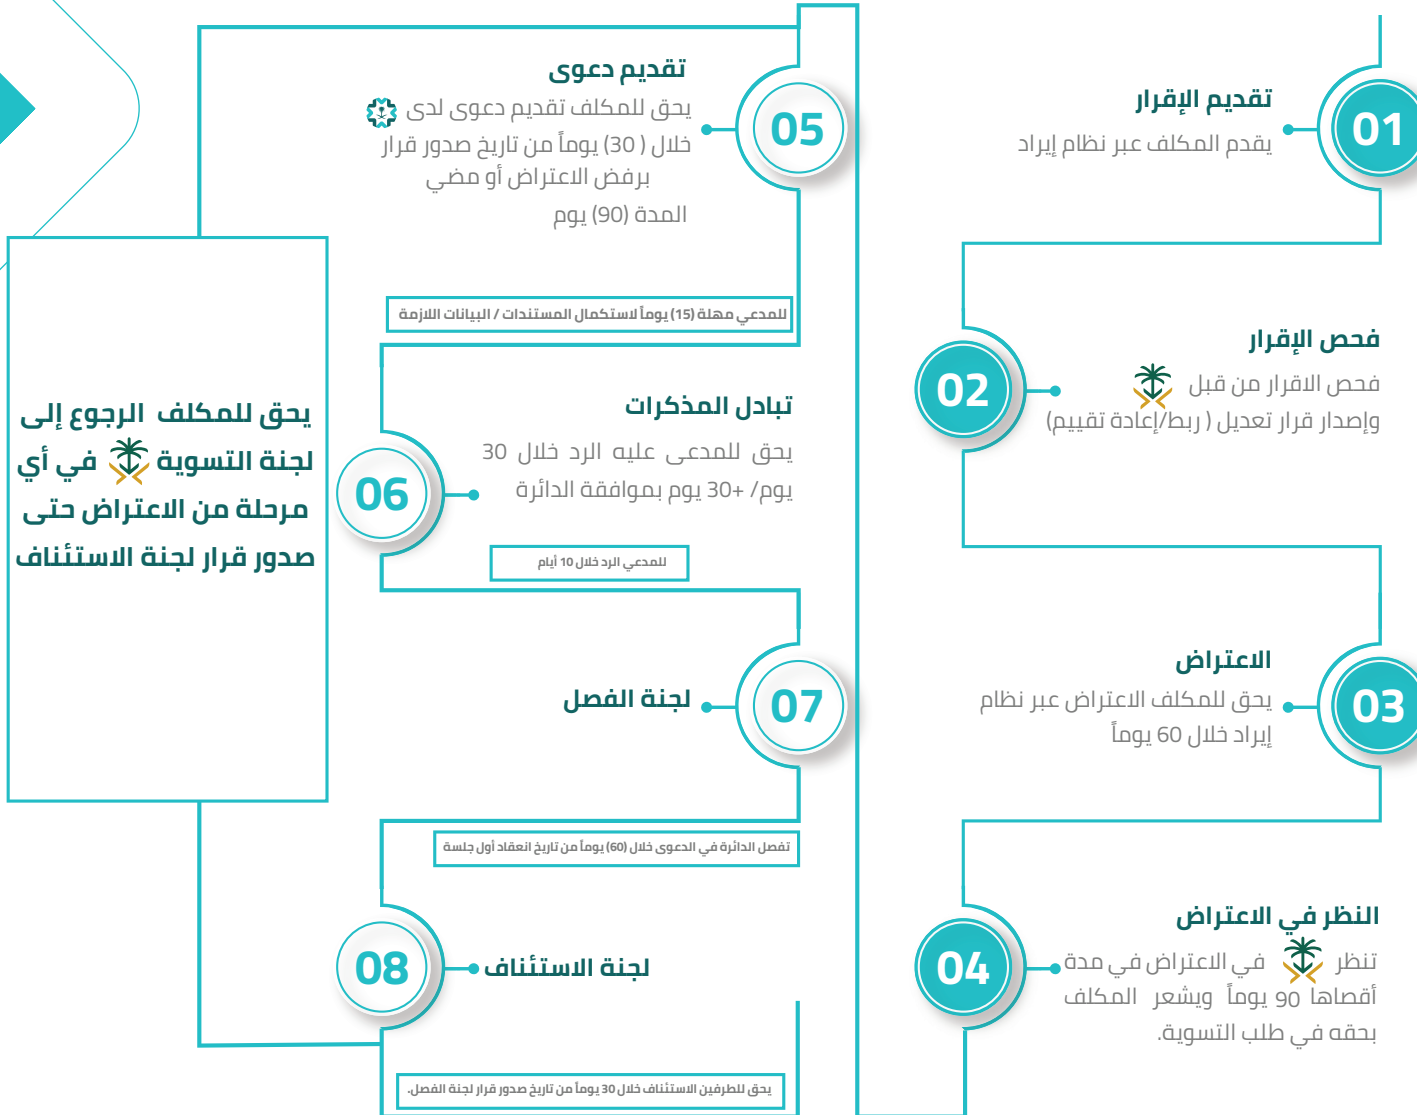 01
تقديم الإقرار
يقدم المكلف عبر نظام إيراد
02
فحص الإقرار
فحص الاقرار من قبل
وإصدار قرار تعديل ( ربط/إعادة تقييم)
03
الاعتراض
يحق للمكلف الاعتراض عبر نظام
إيراد خلال 60 يوماً
04
النظر في الاعتراض
تنظر في الاعتراض في مدة
أقصاها 90 يوماً ويشعر المكلف
بحقه في طلب التسوية.
05
تقديم دعوى
يحق للمكلف تقديم دعوى لدى
خلال ( 30) يوماً من تاريخ صدور قرار
برفض الاعتراض أو مضي
المدة (90) يوم
للمدعي مهلة (15) يوماً لاستكمال المستندات / البيانات اللازمة
06
تبادل المذكرات
يحق للمدعى عليه الرد خلال 30
يوم/ +30 يوم بموافقة الدائرة
للمدعي الرد خلال 10 أيام
07
لجنة الفصل
تفصل الدائرة في الدعوى خلال (60) يوماً من تاريخ انعقاد أول جلسة
08
لجنة الاستئناف
يحق للطرفين الاستئناف خلال 30 يوماً من تاريخ صدور قرار لجنة الفصل.
يحق للمكلف الرجوع إلى
لجنة التسوية في أي
مرحلة من الاعتراض حتى
صدور قرار لجنة الاستئناف